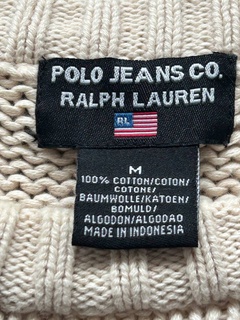 POLO JEANS CO.
RALPH LAUREN
RL
M
100% COTTON/COTON/
COTONE/
BAUMWOLLE/KATOEN/
BOMULD/
ALGODON/ALGODAO
MADE IN INDONESIA